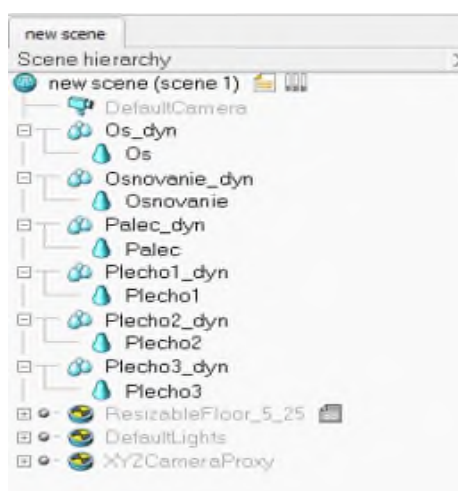 new scene
Scene hierarchy
new scene (scene 1)
DefaultCamera
Os_dyn
Os
Osnovanie_dyn
Osnovanie
Palec_dyn
Palec
Plecho1_dyn
Plecho1
Plecho2_dyn
Plecho2
Plecho3_dyn
Plecho3
ResizableFloor_5_25
DefaultLights
XYZCameraProxy